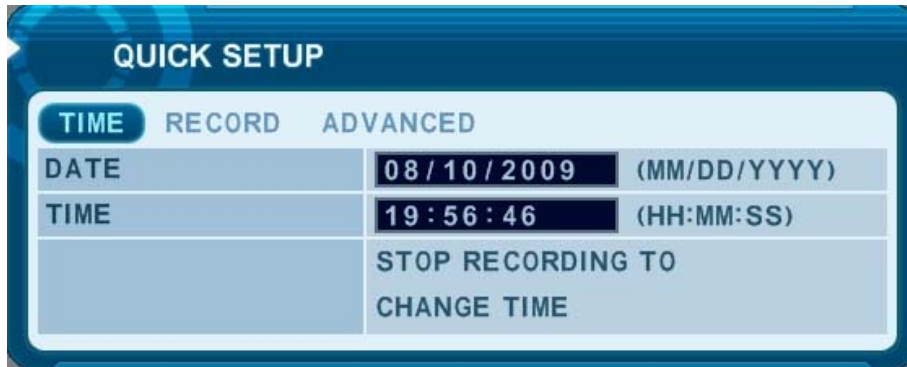 QUICK SETUP
TIME RECORD ADVANCED
DATE 08/10/2009 (MM/DD/YYYY)
TIME 19:56:46 (HH:MM:SS)
STOP RECORDING TO
CHANGE TIME